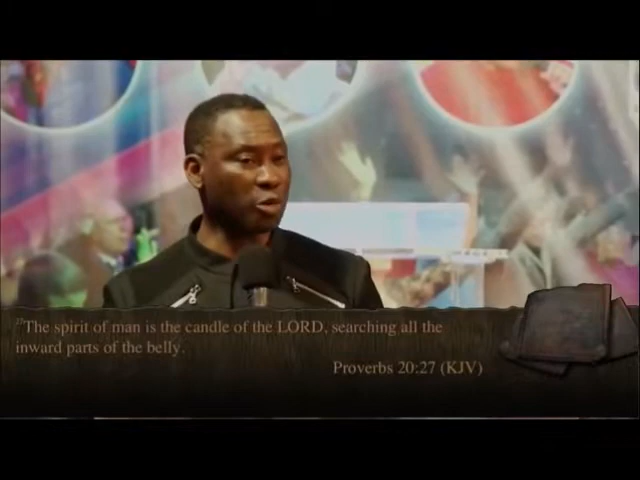 27The spirit of man is the candle of the LORD, searching all the
inward parts of the belly.
Proverbs 20:27 (KJV)